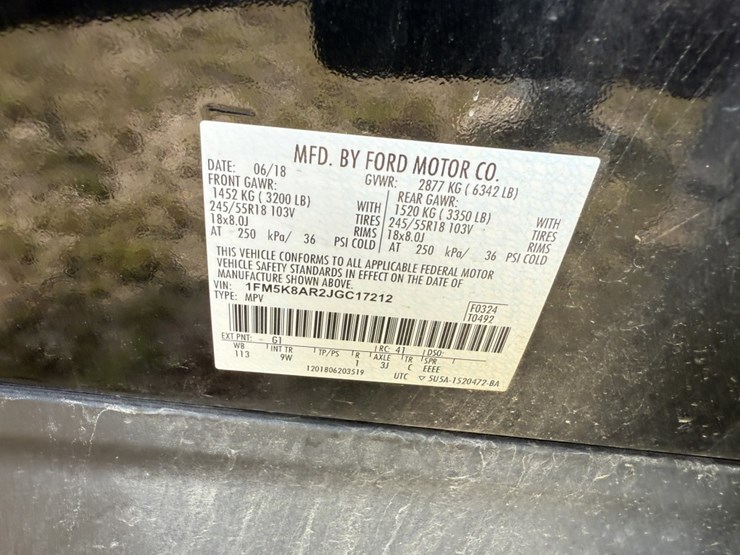 MFD. BY FORD MOTOR CO.
DATE: 06/18 GVWR: 2877 KG ( 6342 LB)
FRONT GAWR: REAR GAWR:
1452 KG ( 3200 LB) WITH 1520 KG ( 3350 LB) WITH
245/55R18 103V TIRES 245/55R18 103V TIRES
18x8.0J RIMS 18x8.0J RIMS
AT 250 kPa/ 36 PSI COLD AT 250 kPa/ 36 PSI COLD
THIS VEHICLE CONFORMS TO ALL APPLICABLE FEDERAL MOTOR
VEHICLE SAFETY STANDARDS IN EFFECT ON THE DATE OF
MANUFACTURE SHOWN ABOVE.
VIN: 1FM5K8AR2JGC17212
TYPE: MPV
F0324
T0492
EXT PNT: G1 RC: 41 DSO:
WB INT TR TP/PS R AXLE TR SPR
113 9W 1 3J C EEEE
1201806203519 UTC ▽ 5U5A-1520472-BA